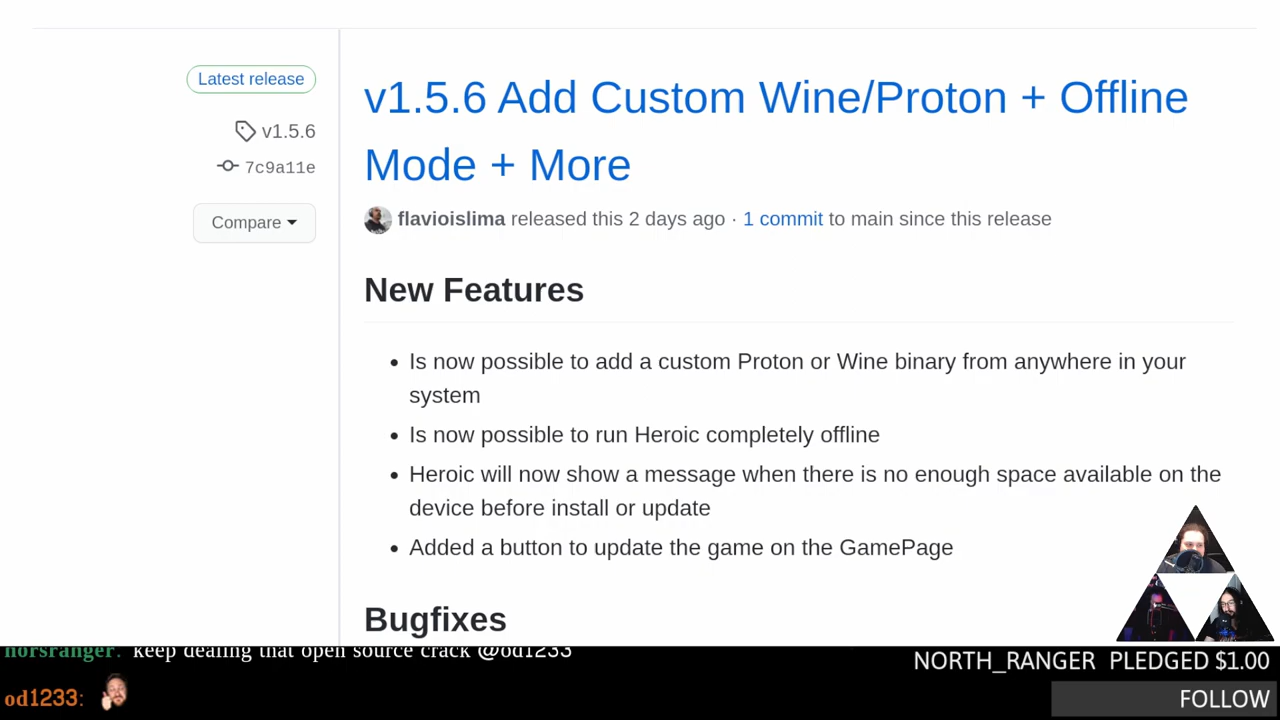 Latest release
v1.5.6
7c9a11e
Compare
v1.5.6 Add Custom Wine/Proton + Offline
Mode + More
flavioislima released this 2 days ago · 1 commit to main since this release
New Features
• Is now possible to add a custom Proton or Wine binary from anywhere in your
system
• Is now possible to run Heroic completely offline
• Heroic will now show a message when there is no enough space available on the
device before install or update
• Added a button to update the game on the GamePage
Bugfixes
norsranger: keep dealing that open source crack @od1233
od1233:
NORTH_RANGER PLEDGED $1.00
FOLLOW